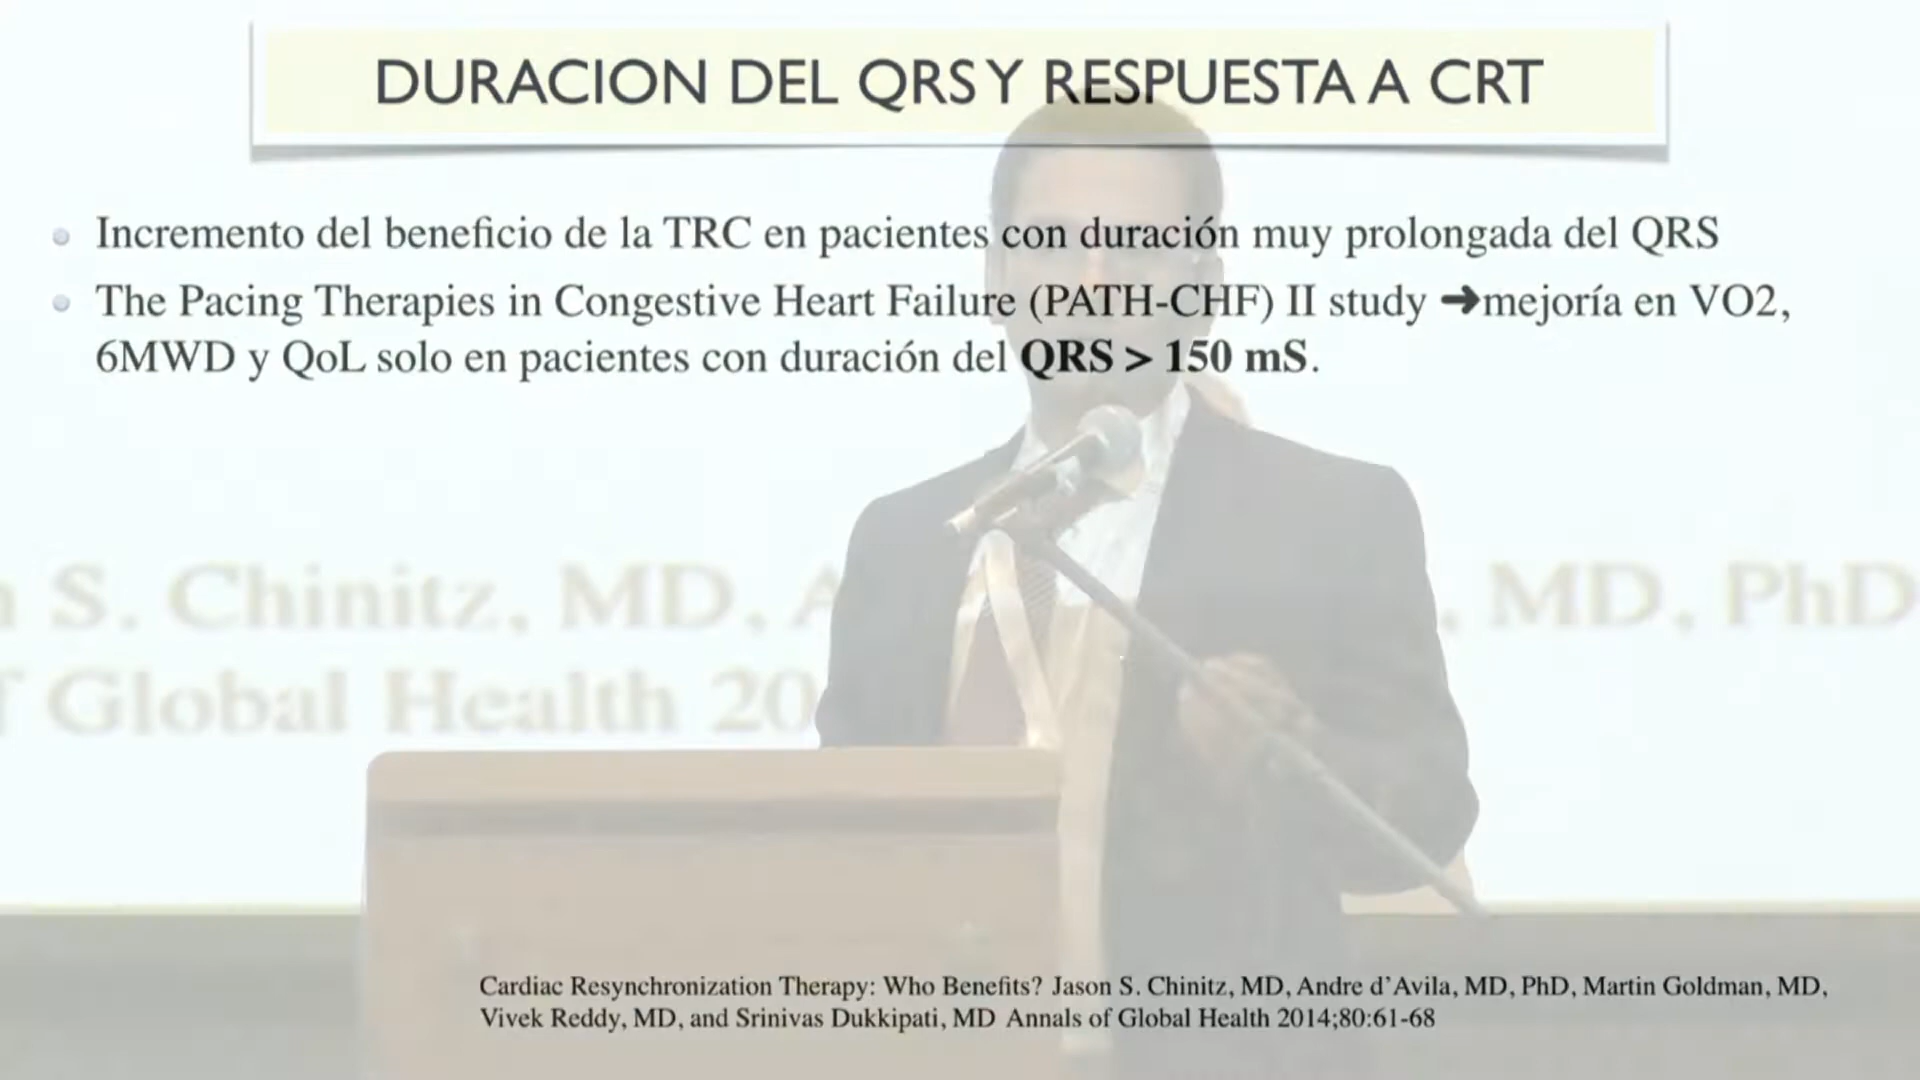 DURACION DEL QRS Y RESPUESTA A CRT
Incremento del beneficio de la TRC en pacientes con duración muy prolongada del QRS
The Pacing Therapies in Congestive Heart Failure (PATH-CHF) II study ➜mejoría en VO2,
6MWD y QoL solo en pacientes con duración del QRS > 150 mS.
S. Chinitz, MD, A , MD, PhD
Global Health 20
Cardiac Resynchronization Therapy: Who Benefits? Jason S. Chinitz, MD, Andre d'Avila, MD, PhD, Martin Goldman, MD,
Vivek Reddy, MD, and Srinivas Dukkipati, MD Annals of Global Health 2014;80:61-68